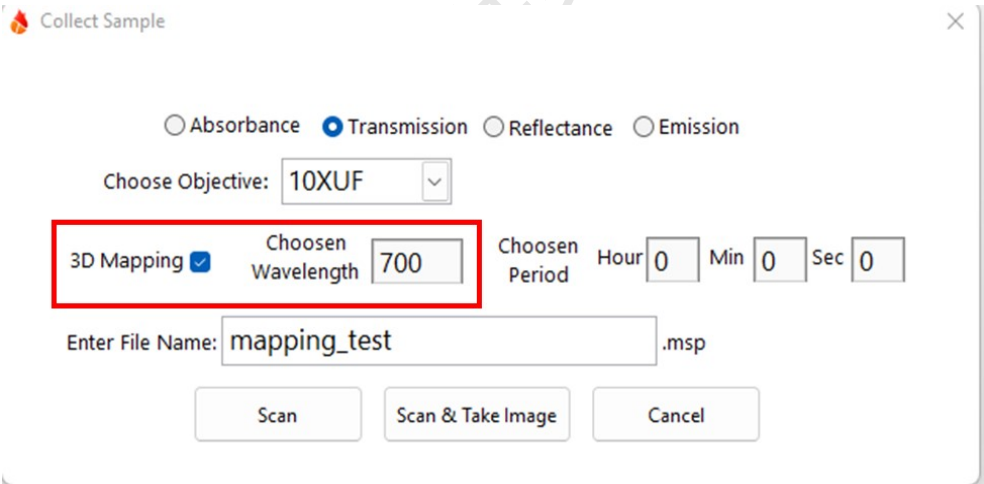 Collect Sample
Absorbance Transmission Reflectance Emission
Choose Objective: 10XUF
3D Mapping Choosen Wavelength 700 Choosen Period Hour 0 Min 0 Sec 0
Enter File Name: mapping_test .msp
Scan Scan & Take Image Cancel